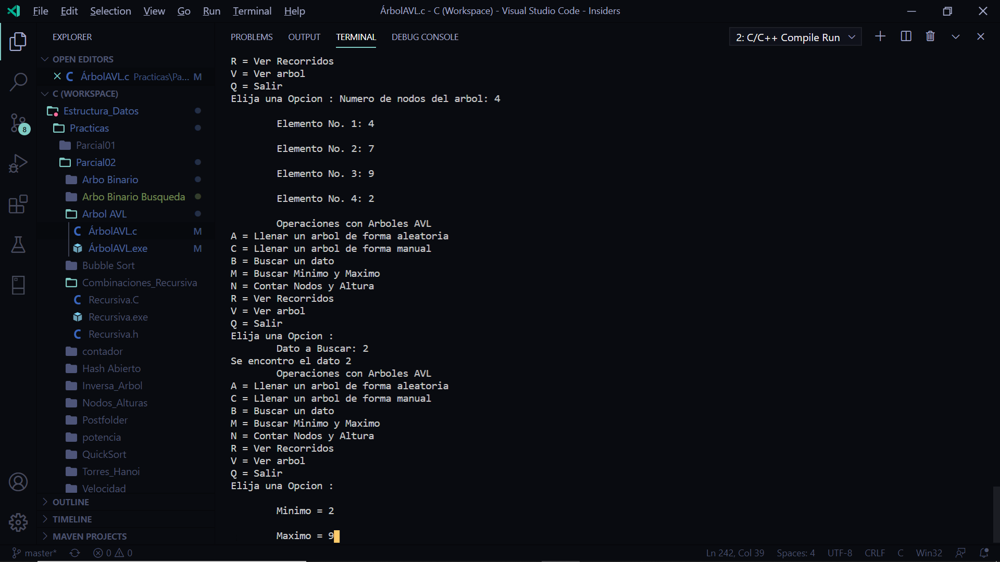 File Edit Selection View Go Run Terminal Help
ÁrbolAVL.c - C (Workspace) - Visual Studio Code - Insiders
EXPLORER
OPEN EDITORS
ÁrbolAVL.c Practicas\Pa... M
C (WORKSPACE)
Estructura_Datos
Practicas
Parcial01
Parcial02
Arbo Binario
Arbo Binario Busqueda
Arbol AVL
ÁrbolAVL.c M
ÁrbolAVL.exe M
Bubble Sort
Combinaciones_Recursiva
Recursiva.C
Recursiva.exe
Recursiva.h
contador
Hash Abierto
Inversa_Arbol
Nodos_Alturas
Postfolder
potencia
QuickSort
Torres_Hanoi
Velocidad
OUTLINE
TIMELINE
MAVEN PROJECTS
8
PROBLEMS OUTPUT TERMINAL DEBUG CONSOLE
2: C/C++ Compile Run
R = Ver Recorridos
V = Ver arbol
Q = Salir
Elija una Opcion : Numero de nodos del arbol: 4
Elemento No. 1: 4
Elemento No. 2: 7
Elemento No. 3: 9
Elemento No. 4: 2
Operaciones con Arboles AVL
A = Llenar un arbol de forma aleatoria
C = Llenar un arbol de forma manual
B = Buscar un dato
M = Buscar Minimo y Maximo
N = Contar Nodos y Altura
R = Ver Recorridos
V = Ver arbol
Q = Salir
Elija una Opcion :
Dato a Buscar: 2
Se encontro el dato 2
Operaciones con Arboles AVL
A = Llenar un arbol de forma aleatoria
C = Llenar un arbol de forma manual
B = Buscar un dato
M = Buscar Minimo y Maximo
N = Contar Nodos y Altura
R = Ver Recorridos
V = Ver arbol
Q = Salir
Elija una Opcion :
Minimo = 2
Maximo = 9
master* 0 0
Ln 242, Col 39 Spaces: 4 UTF-8 CRLF C Win32